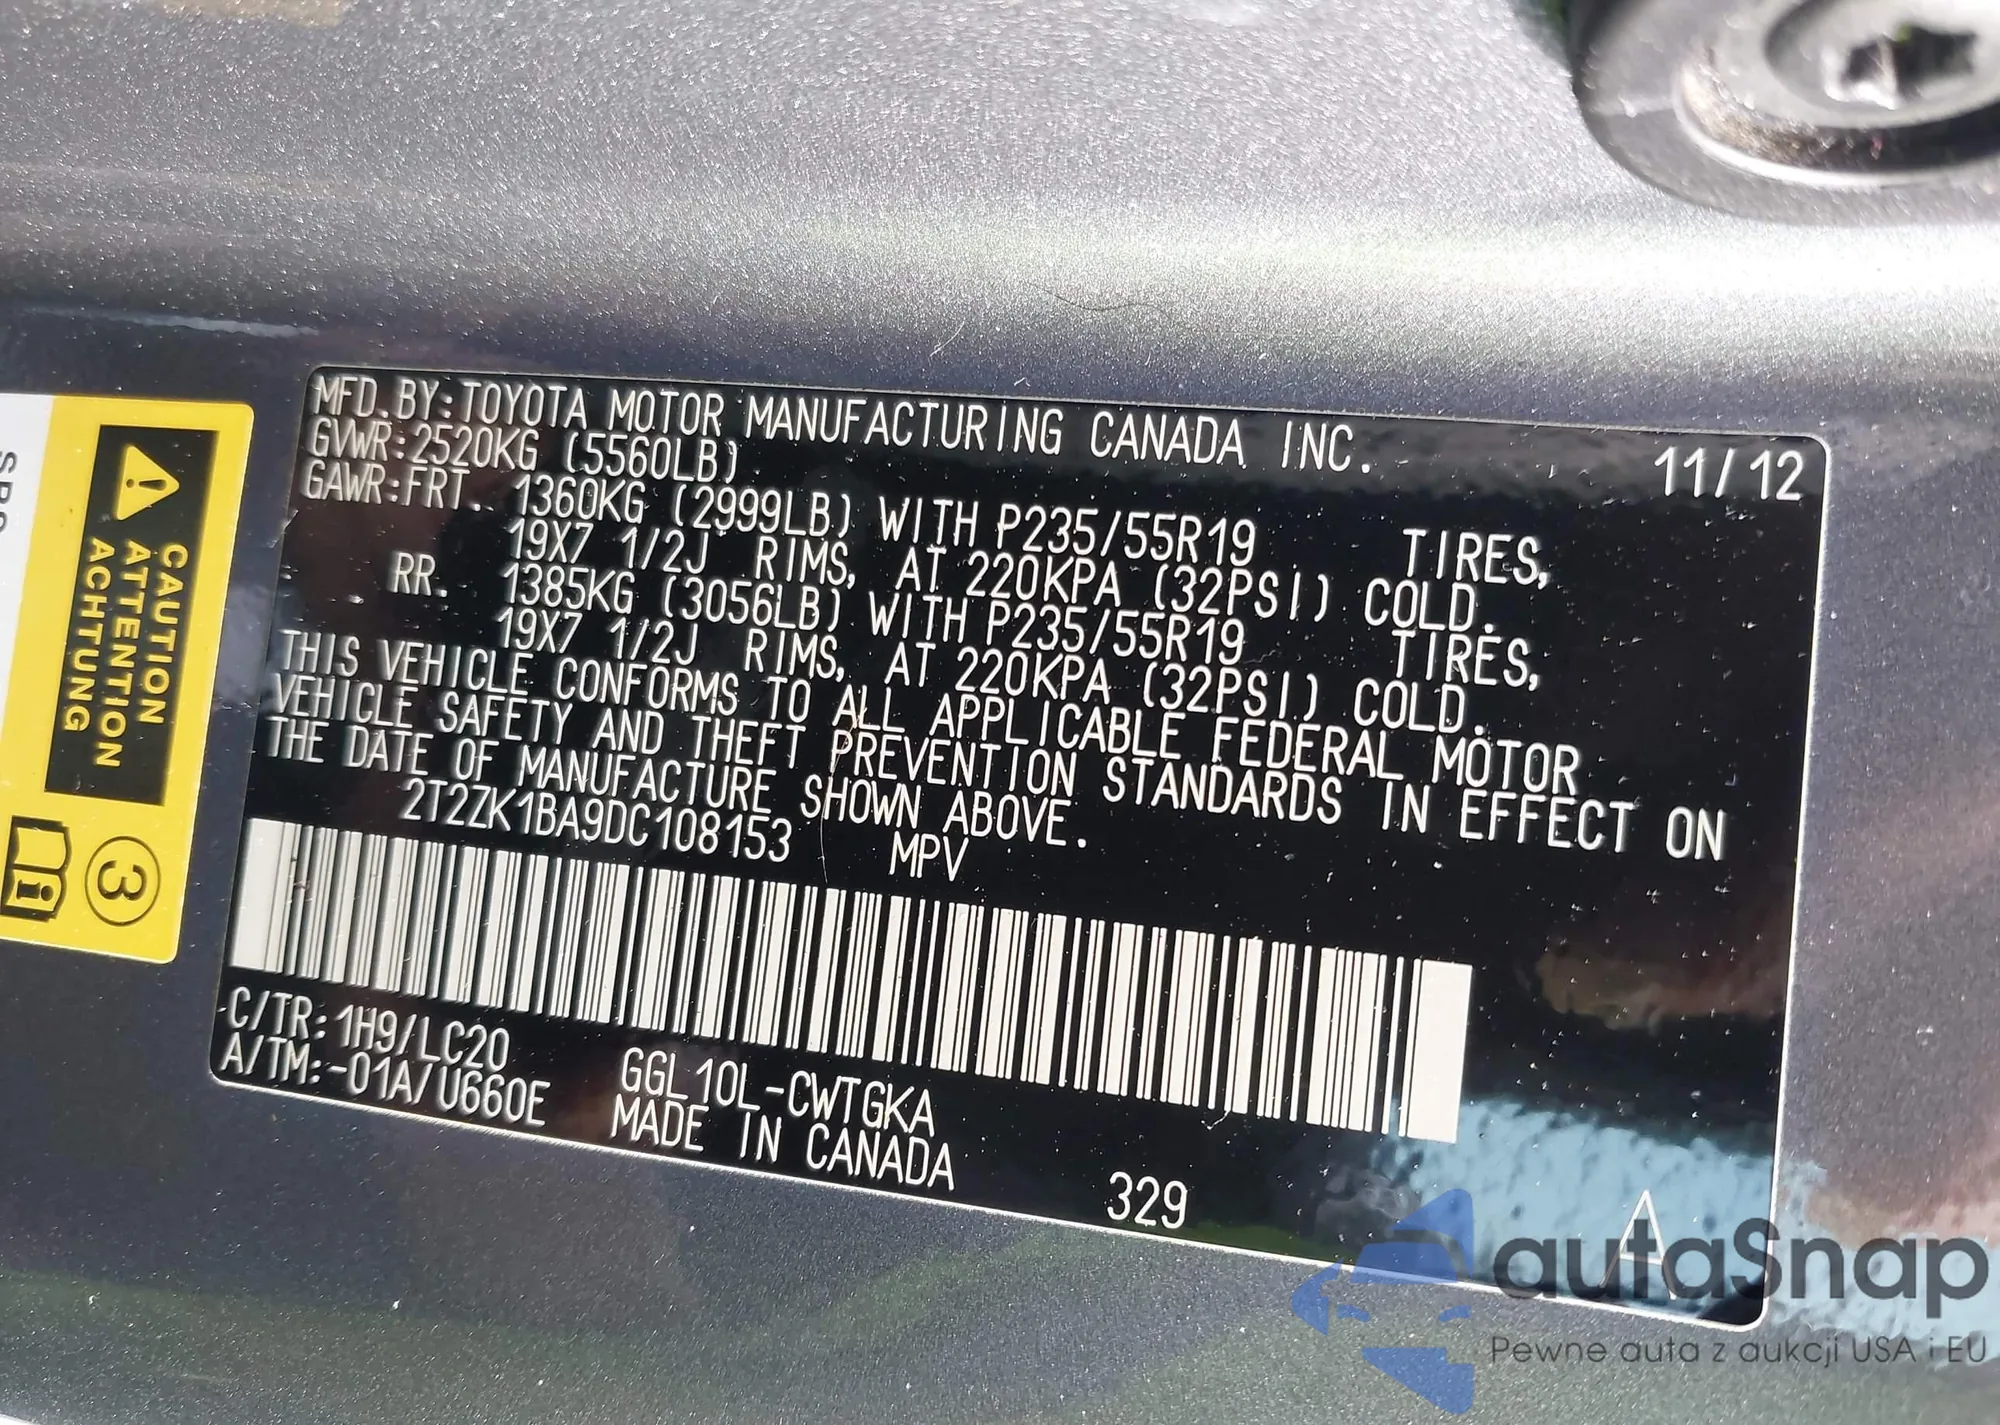 MFD.BY:TOYOTA MOTOR MANUFACTURING CANADA INC. 11/12
GVWR:2520KG (5560LB)
GAWR:FRT. 1360KG (2999LB) WITH P235/55R19 TIRES,
19X7 1/2J RIMS, AT 220KPA (32PSI) COLD.
RR. 1385KG (3056LB) WITH P235/55R19 TIRES,
19X7 1/2J RIMS, AT 220KPA (32PSI) COLD.
THIS VEHICLE CONFORMS TO ALL APPLICABLE FEDERAL MOTOR
VEHICLE SAFETY AND THEFT PREVENTION STANDARDS IN EFFECT ON
THE DATE OF MANUFACTURE SHOWN ABOVE.
2T2ZK1BA9DC108153 MPV
C/TR:1H9/LC20 GGL10L-CWTGKA
A/TM:-01A/U660E MADE IN CANADA 329 A
CAUTION
ATTENTION
ACHTUNG
3
i
autaSnap
Pewne auta z aukcji USA i EU